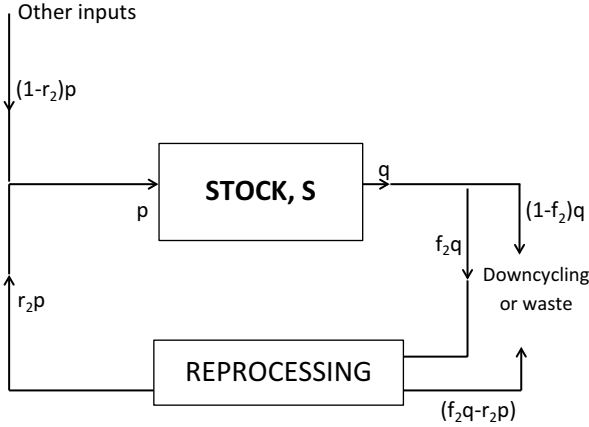 Other inputs
(1-r₂)p
STOCK, S
q
p
(1-f₂)q
f₂q
Downcycling
or waste
r₂p
REPROCESSING
(f₂q-r₂p)